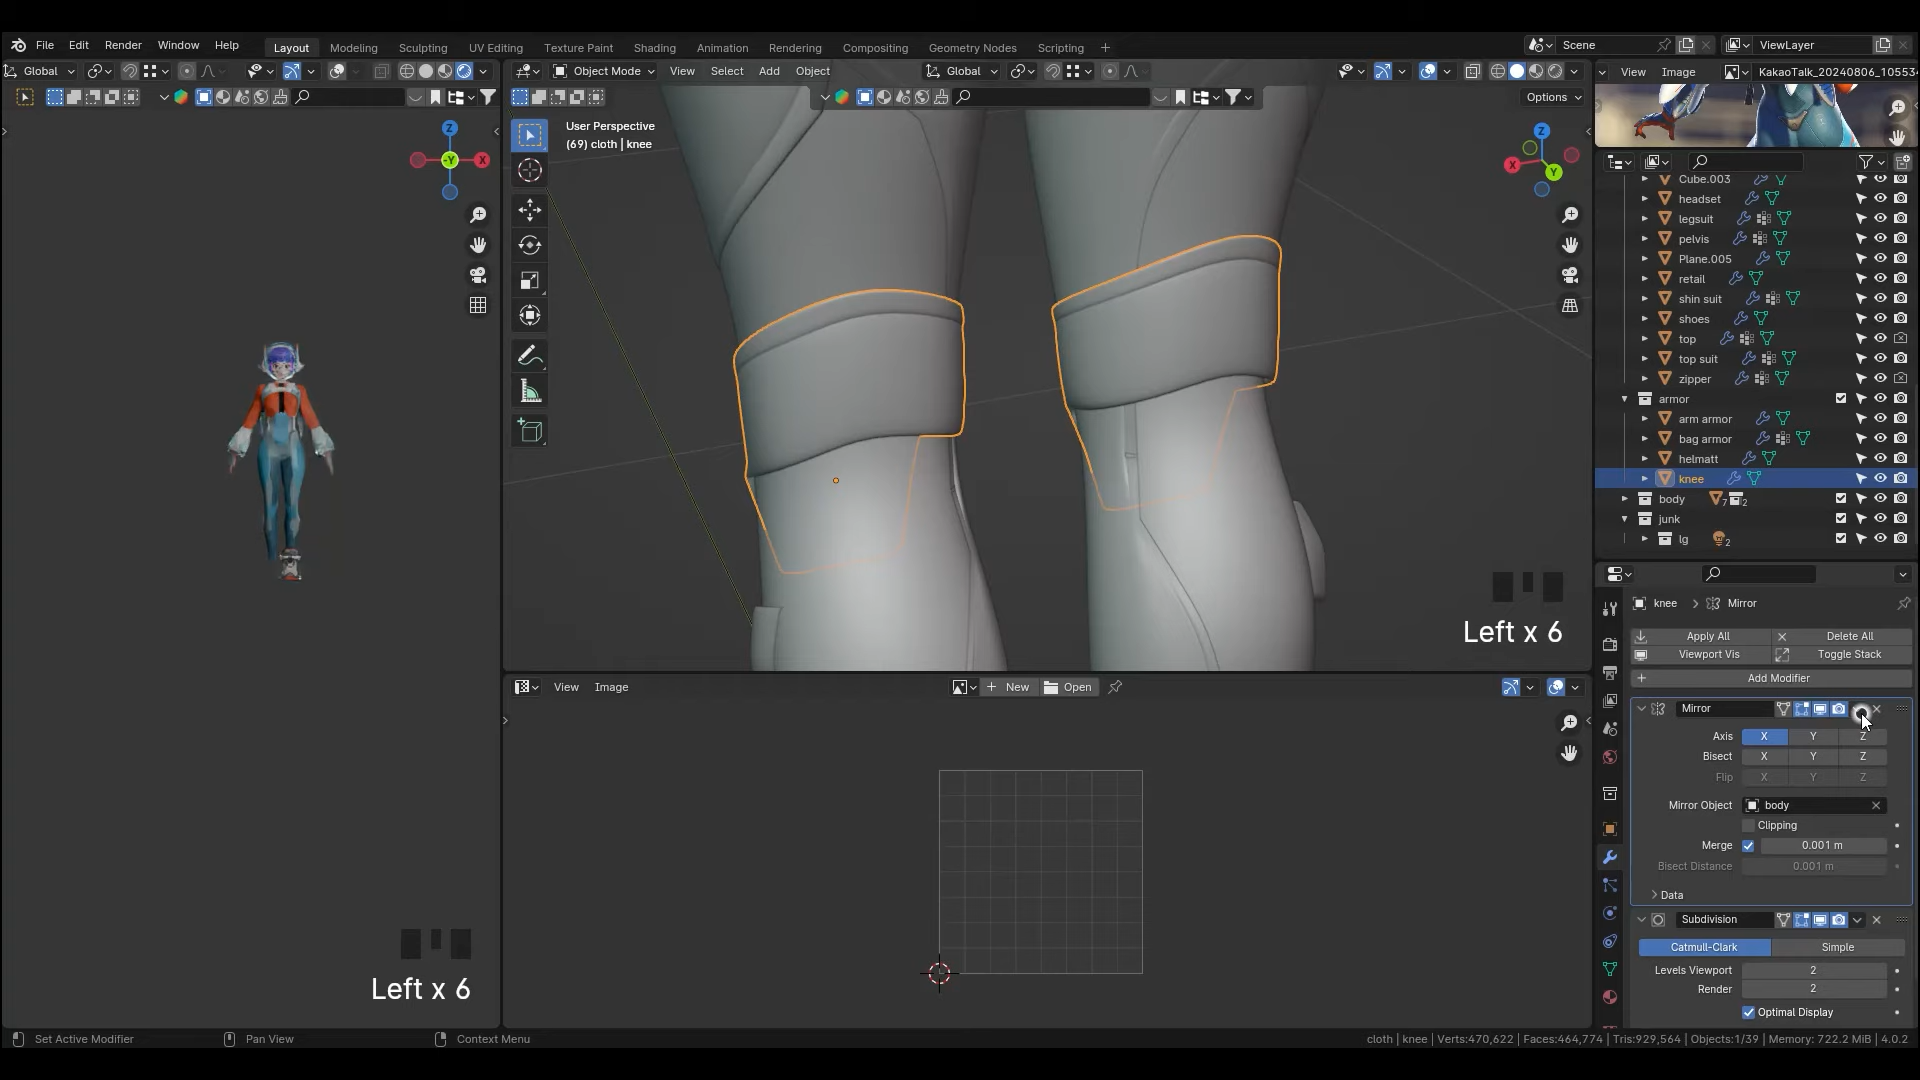 File Edit Render Window Help Layout Modeling Sculpting UV Editing Texture Paint Shading Animation Rendering Compositing Geometry Nodes Scripting + Scene ViewLayer
Global Object Mode View Select Add Object Global View Image KakaoTalk_20240806_10553
Options
User Perspective
(69) cloth | knee
Z
-Y X
Z
X Y
Cube.003
headset
legsuit
pelvis
Plane.005
retail
shin suit
shoes
top
top suit
zipper
armor
arm armor
bag armor
helmatt
knee
body 7 2
junk
lg 2
Left x 6
knee > Mirror
Apply All Delete All
Viewport Vis Toggle Stack
Add Modifier
View Image New Open
Mirror
Axis X Y Z
Bisect X Y Z
Flip X Y Z
Mirror Object body
Clipping
Merge 0.001 m
Bisect Distance 0.001 m
Data
Subdivision
Catmull-Clark Simple
Levels Viewport 2
Render 2
Optimal Display
Left x 6
Set Active Modifier Pan View Context Menu cloth | knee | Verts:470,622 | Faces:464,774 | Tris:929,564 | Objects:1/39 | Memory: 722.2 MiB | 4.0.2